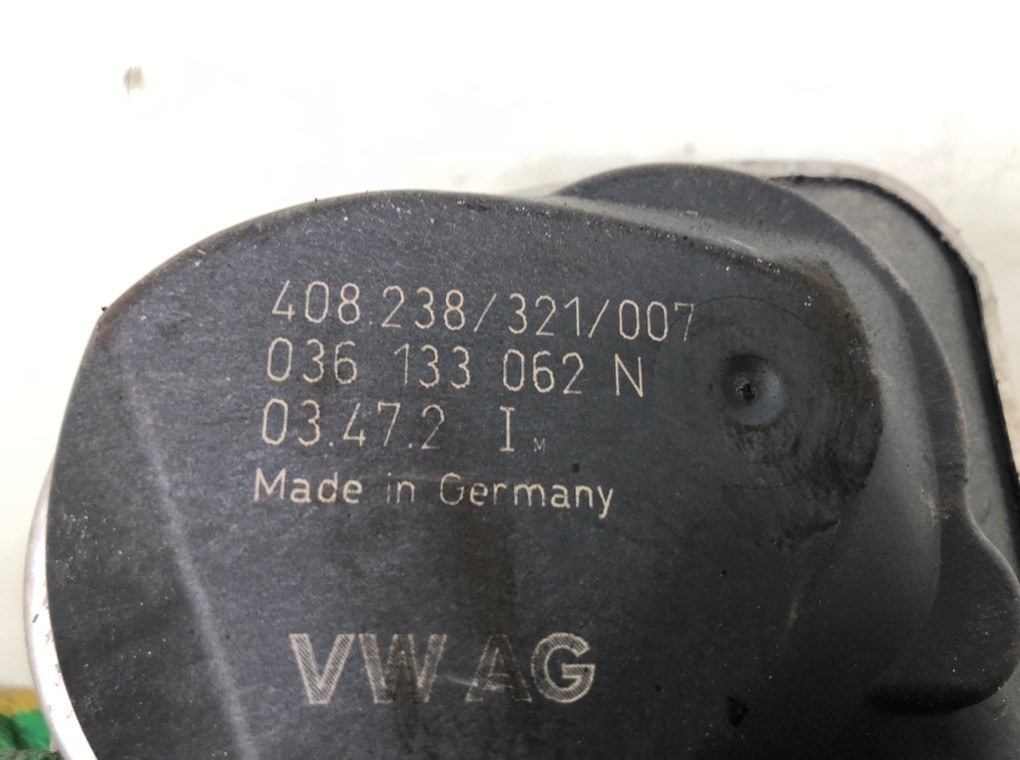 408.238/321/007
036 133 062 N
03.47.2 I M
Made in Germany
VW AG